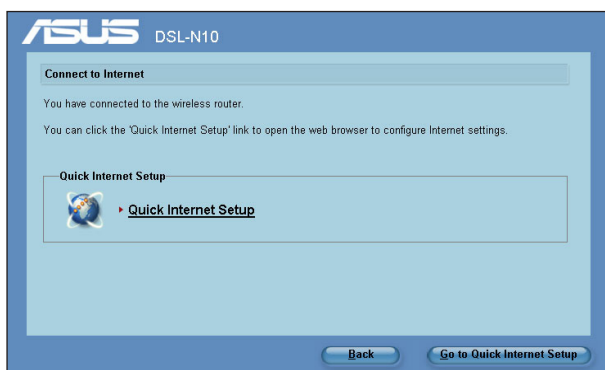 ASUS DSL-N10
Connect to Internet
You have connected to the wireless router.
You can click the 'Quick Internet Setup' link to open the web browser to configure Internet settings.
Quick Internet Setup
Quick Internet Setup
Back Go to Quick Internet Setup